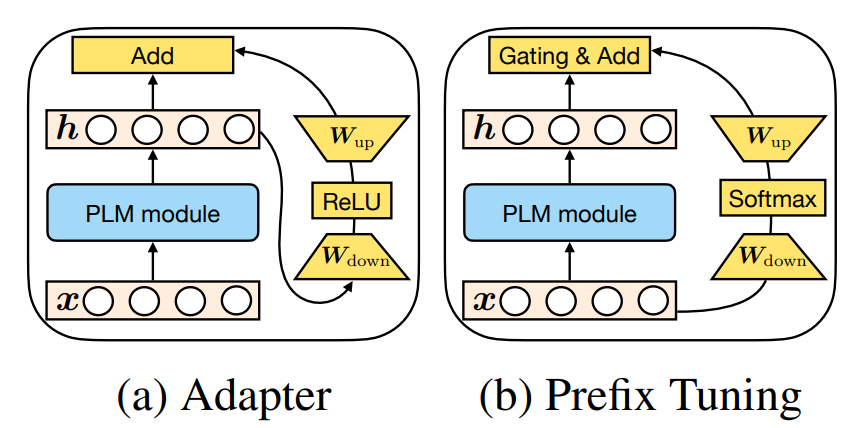 Add
h
W_up
PLM module
ReLU
W_down
x
(a) Adapter
Gating & Add
h
W_up
PLM module
Softmax
W_down
x
(b) Prefix Tuning